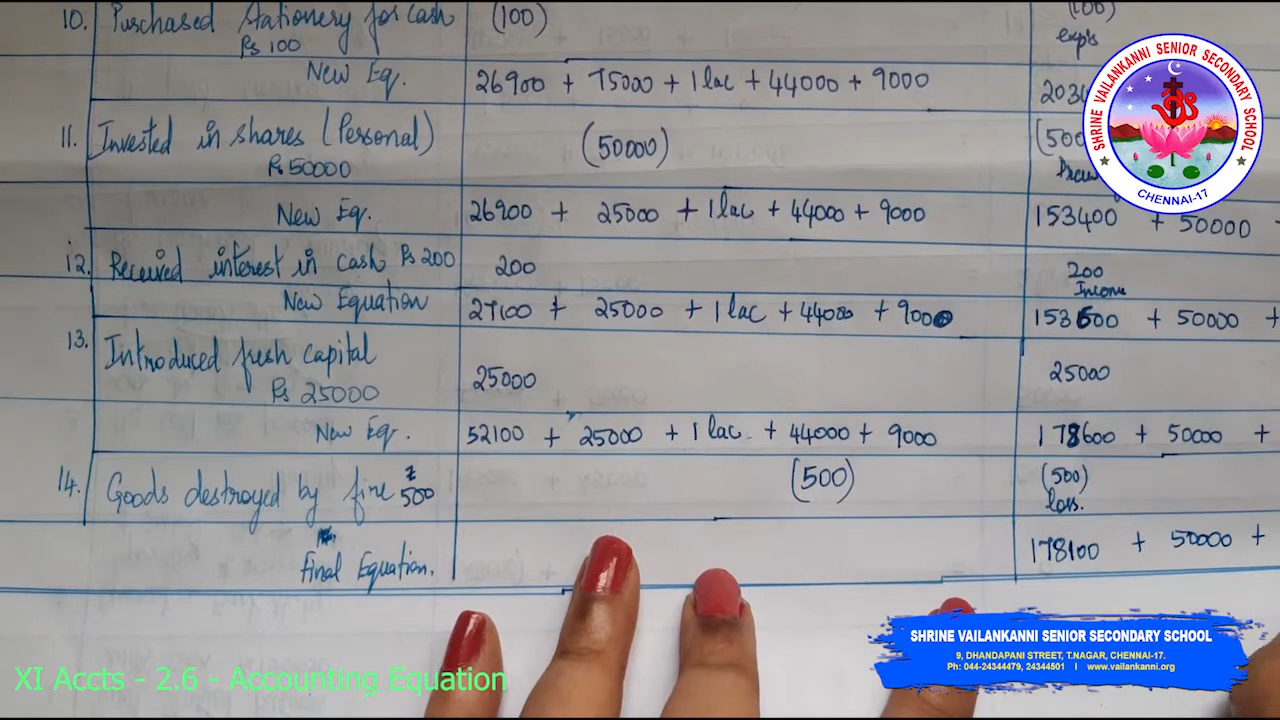 10. Purchased stationery for cash (100) (100)
Rs 100 exp's
New Eq. 26900 + 75000 + 1 lac + 44000 + 9000
11. Invested in shares (Personal) (50000)
Rs 50000
New Eq. 26900 + 25000 + 1 lac + 44000 + 9000 153400 + 50000
12. Received interest in cash Rs 200 200 200
Income
New Equation 27100 + 25000 + 1 lac + 44000 + 9000 153600 + 50000 +
13. Introduced fresh capital
Rs 25000 25000 25000
New Eq. 52100 + 25000 + 1 lac. + 44000 + 9000 178600 + 50000 +
14. Goods destroyed by fire ₹ 500 (500) (500)
loss.
Final Equation. 178100 + 50000 +
SHRINE VAILANKANNI SENIOR SECONDARY SCHOOL
CHENNAI-17
SHRINE VAILANKANNI SENIOR SECONDARY SCHOOL
9, DHANDAPANI STREET, T.NAGAR, CHENNAI-17.
Ph: 044-24344479, 24344501 I www.vailankanni.org
XI Accts - 2.6 - Accounting Equation